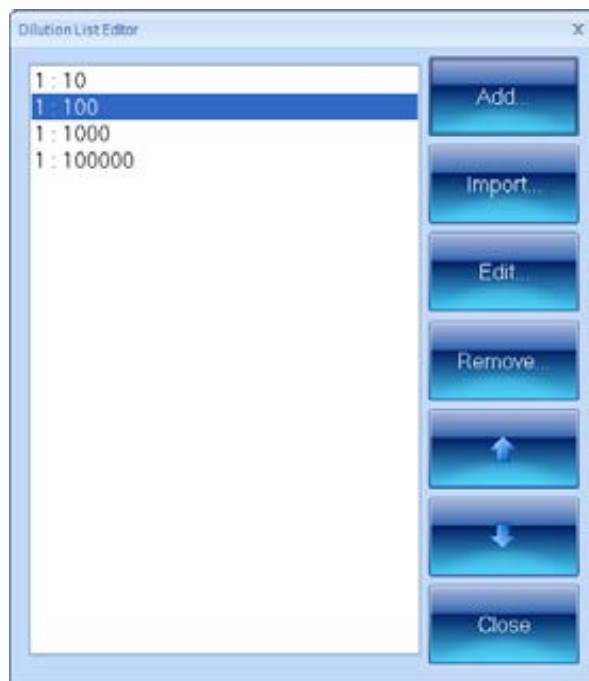 Dilution List Editor
x
1 : 10
1 : 100
1 : 1000
1 : 100000
Add...
Import...
Edit...
Remove...
Close